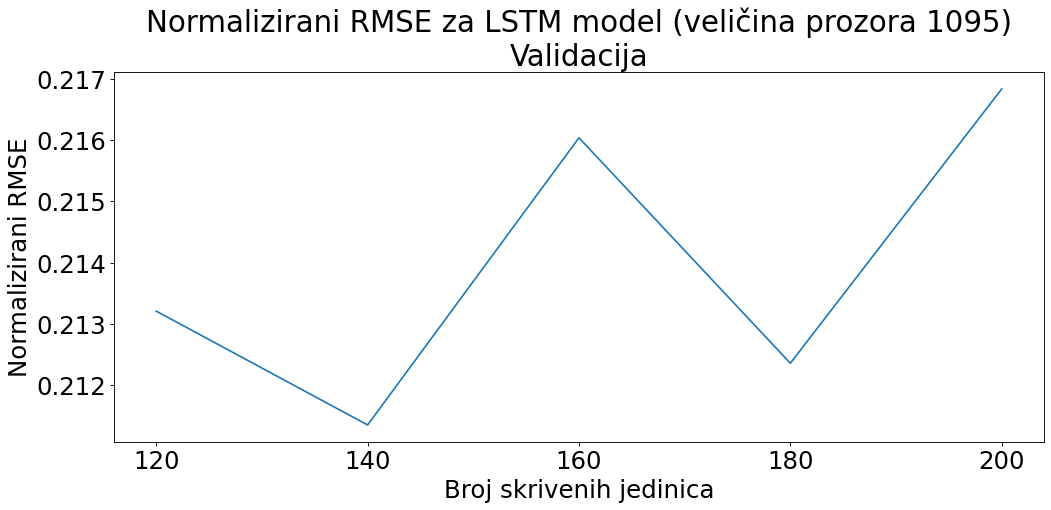 Normalizirani RMSE za LSTM model (veličina prozora 1095)
Validacija
0.217
0.216
0.215
0.214
0.213
0.212
Normalizirani RMSE
120 140 160 180 200
Broj skrivenih jedinica